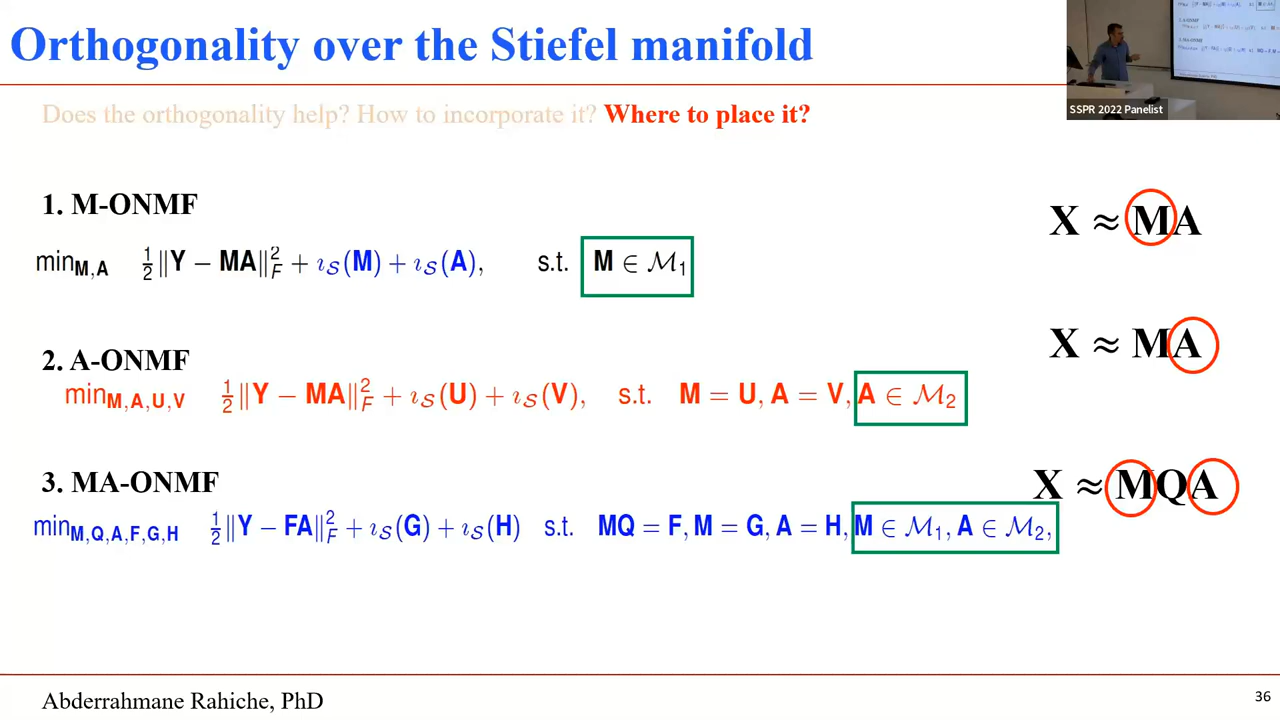 Orthogonality over the Stiefel manifold
SSPR 2022 Panelist
Does the orthogonality help? How to incorporate it? Where to place it?
1. M-ONMF
X ≈ MA
min_{M,A} ½‖Y − MA‖²_F + ı_S(M) + ı_S(A), s.t. M ∈ ℳ₁
X ≈ MA
2. A-ONMF
min_{M,A,U,V} ½‖Y − MA‖²_F + ı_S(U) + ı_S(V), s.t. M = U, A = V, A ∈ ℳ₂
3. MA-ONMF
X ≈ MQA
min_{M,Q,A,F,G,H} ½‖Y − FA‖²_F + ı_S(G) + ı_S(H) s.t. MQ = F, M = G, A = H, M ∈ ℳ₁, A ∈ ℳ₂,
Abderrahmane Rahiche, PhD
36